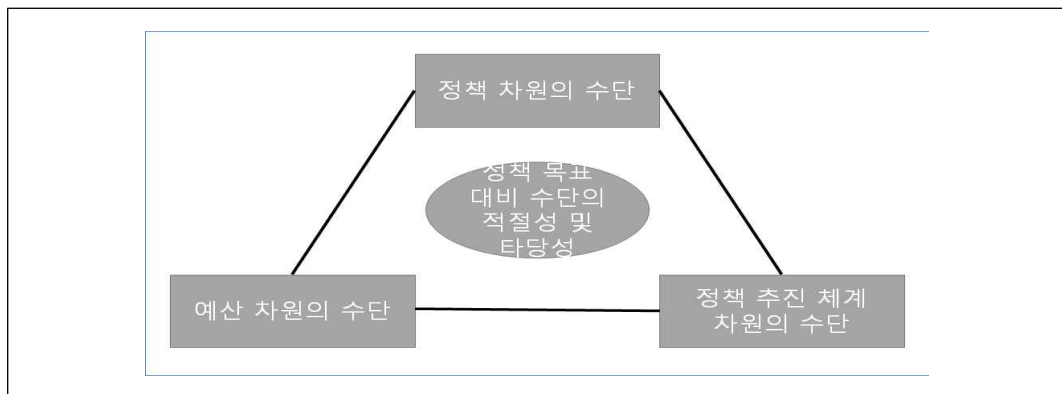 정책 차원의 수단
정책 목표
대비 수단의
적절성 및
타당성
예산 차원의 수단
정책 추진 체계
차원의 수단